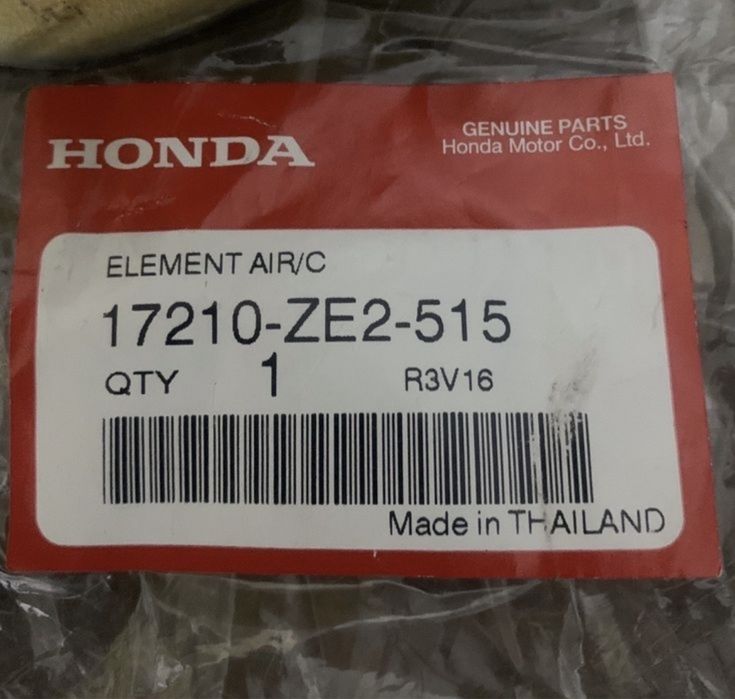 HONDA
GENUINE PARTS
Honda Motor Co., Ltd.
ELEMENT AIR/C
17210-ZE2-515
QTY 1 R3V16
Made in THAILAND